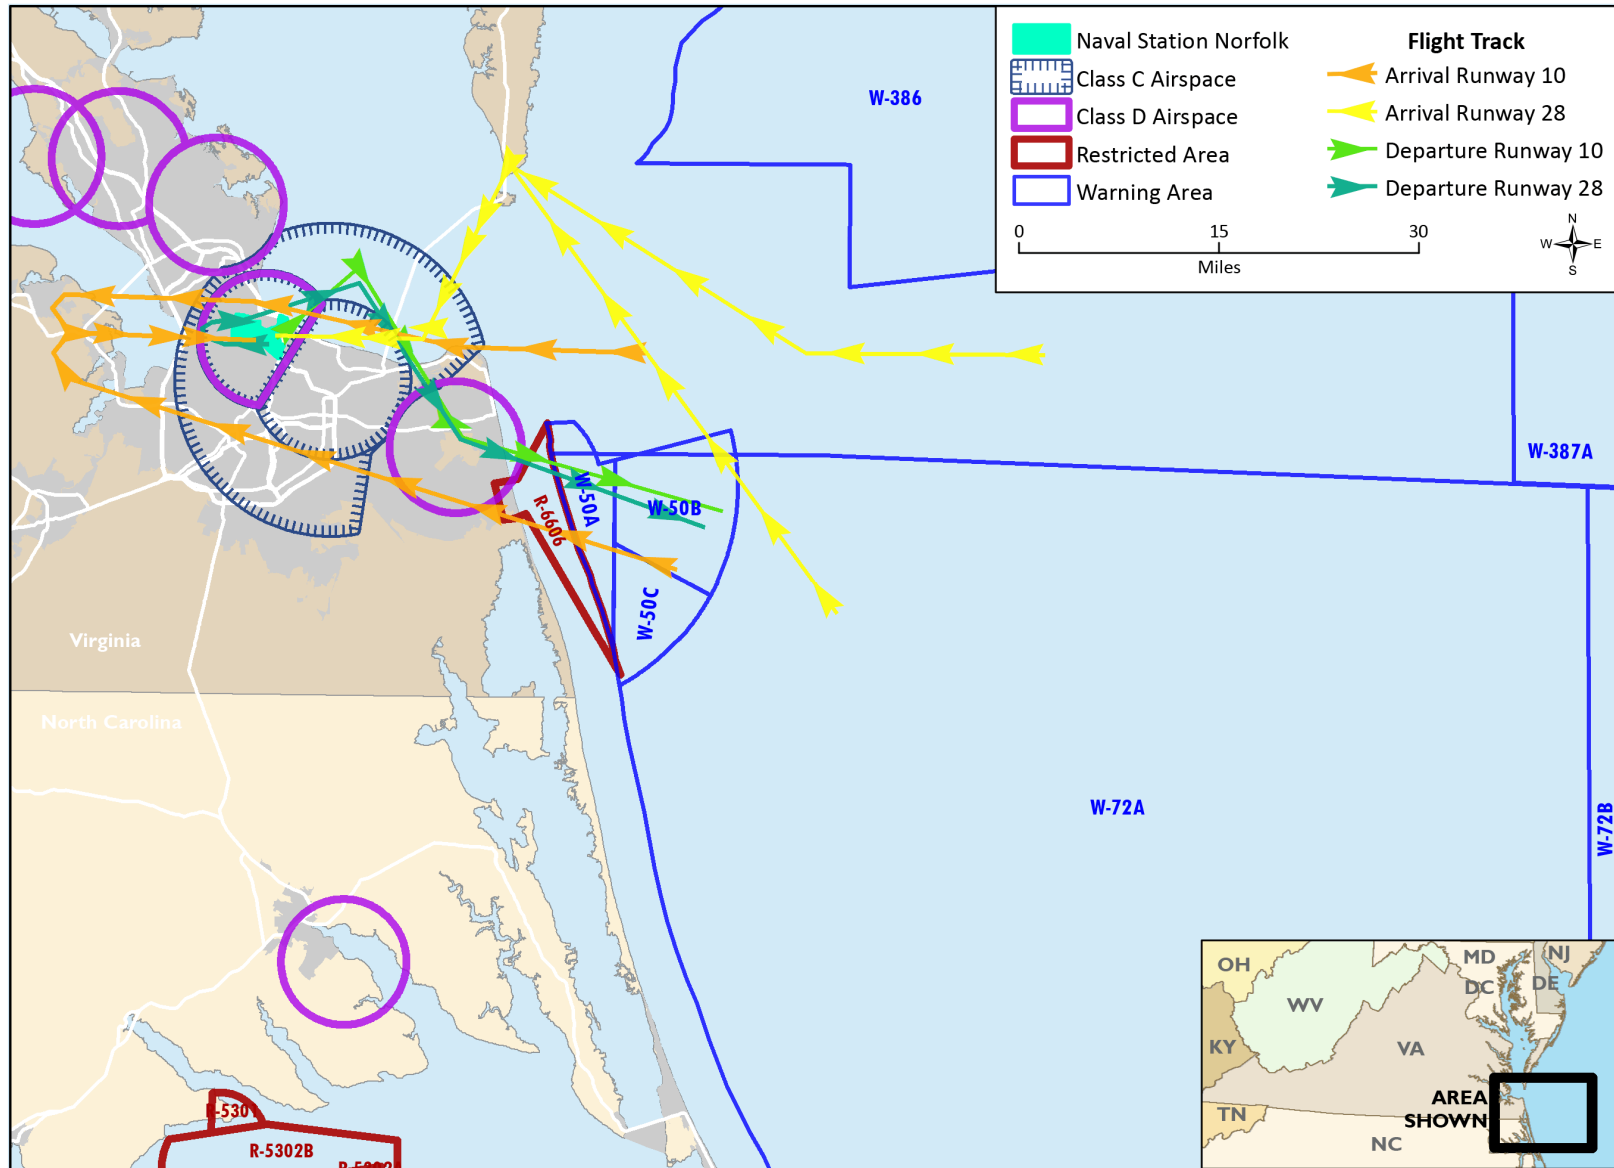 Naval Station Norfolk
Class C Airspace
Class D Airspace
Restricted Area
Warning Area
Flight Track
Arrival Runway 10
Arrival Runway 28
Departure Runway 10
Departure Runway 28
0 15 30
Miles
N
W E
S
W-386
W-387A
W-50A
W-50B
W-50C
R-6606
Virginia
North Carolina
W-72A
W-72B
R-5302B
OH
WV
MD
NJ
DC
DE
KY
VA
TN
NC
AREA
SHOWN